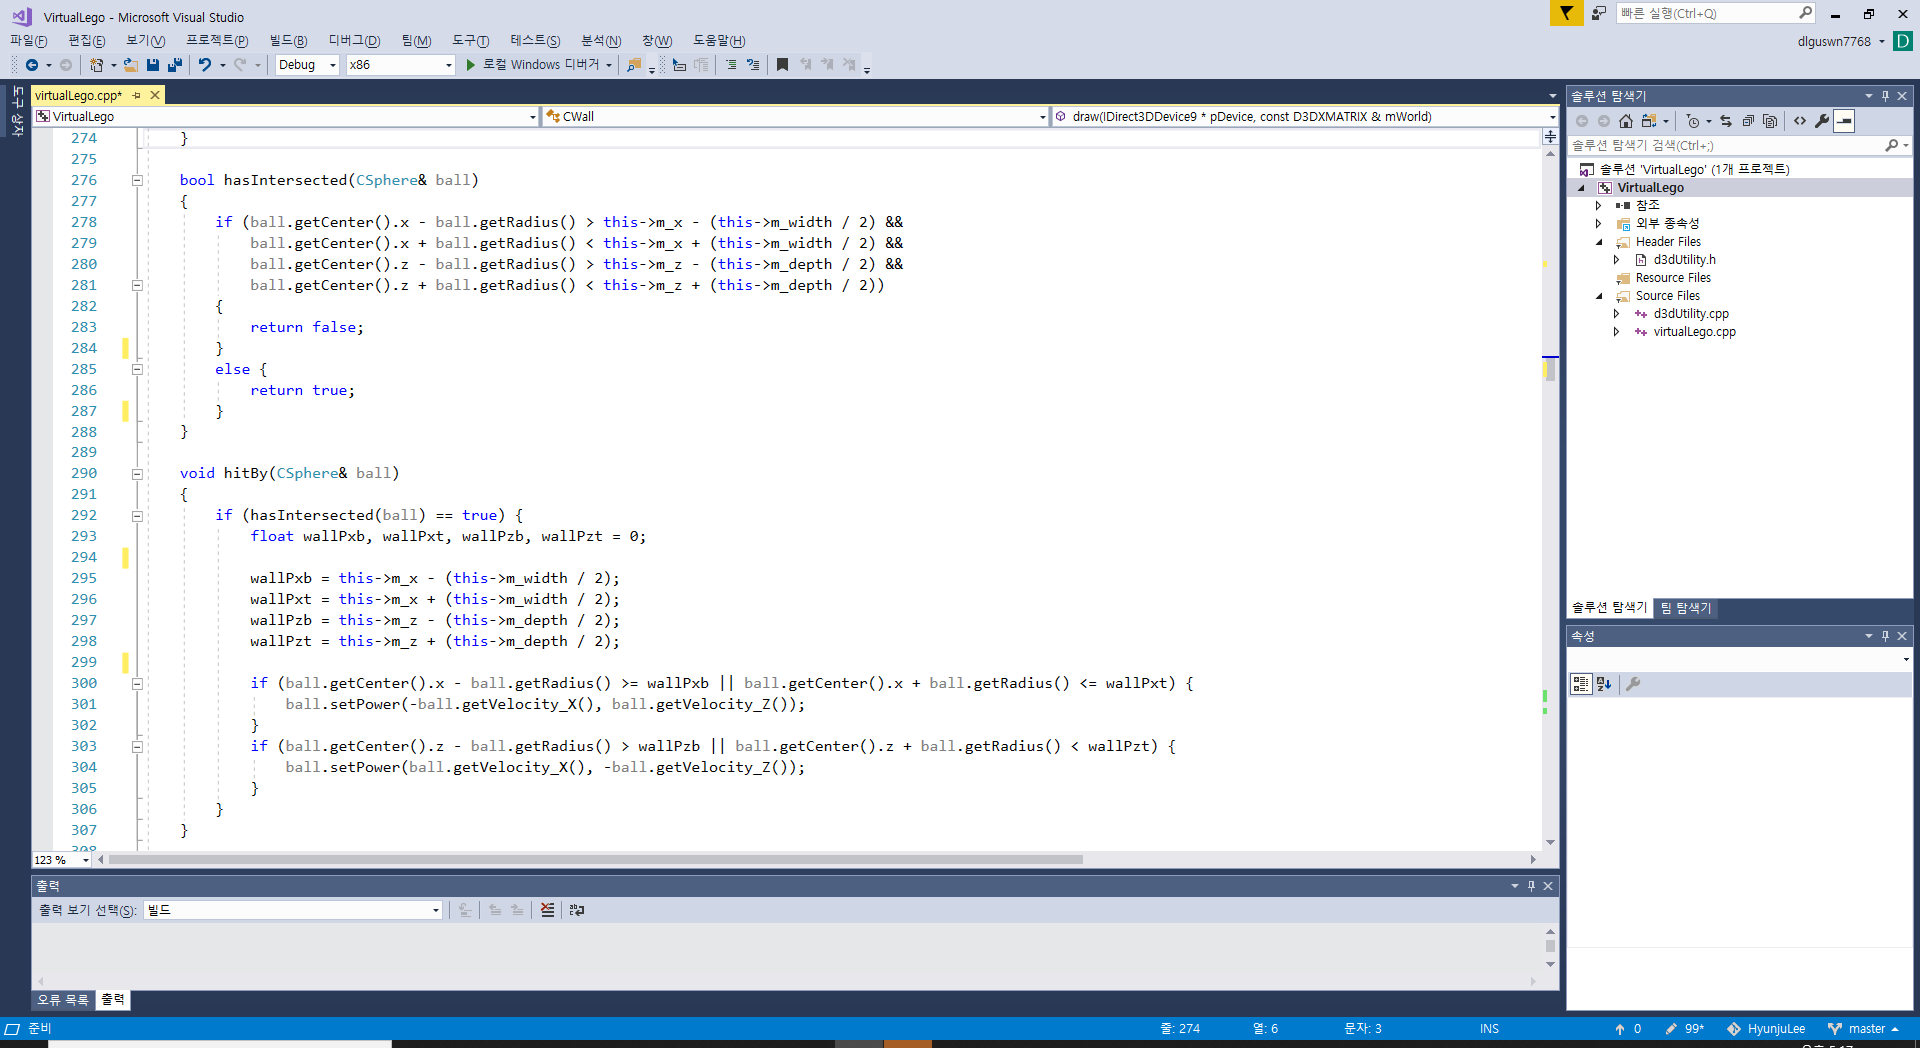 VirtualLego - Microsoft Visual Studio
빠른 실행(Ctrl+Q)
파일(F) 편집(E) 보기(V) 프로젝트(P) 빌드(B) 디버그(D) 팀(M) 도구(T) 테스트(S) 분석(N) 창(W) 도움말(H)
dlguswn7768 D
Debug x86 로컬 Windows 디버거
도구 상자
virtualLego.cpp*
VirtualLego CWall draw(IDirect3DDevice9 * pDevice, const D3DXMATRIX & mWorld)
274 }
275
276 bool hasIntersected(CSphere& ball)
277 {
278 if (ball.getCenter().x - ball.getRadius() > this->m_x - (this->m_width / 2) &&
279 ball.getCenter().x + ball.getRadius() < this->m_x + (this->m_width / 2) &&
280 ball.getCenter().z - ball.getRadius() > this->m_z - (this->m_depth / 2) &&
281 ball.getCenter().z + ball.getRadius() < this->m_z + (this->m_depth / 2))
282 {
283 return false;
284 }
285 else {
286 return true;
287 }
288 }
289
290 void hitBy(CSphere& ball)
291 {
292 if (hasIntersected(ball) == true) {
293 float wallPxb, wallPxt, wallPzb, wallPzt = 0;
294
295 wallPxb = this->m_x - (this->m_width / 2);
296 wallPxt = this->m_x + (this->m_width / 2);
297 wallPzb = this->m_z - (this->m_depth / 2);
298 wallPzt = this->m_z + (this->m_depth / 2);
299
300 if (ball.getCenter().x - ball.getRadius() >= wallPxb || ball.getCenter().x + ball.getRadius() <= wallPxt) {
301 ball.setPower(-ball.getVelocity_X(), ball.getVelocity_Z());
302 }
303 if (ball.getCenter().z - ball.getRadius() > wallPzb || ball.getCenter().z + ball.getRadius() < wallPzt) {
304 ball.setPower(ball.getVelocity_X(), -ball.getVelocity_Z());
305 }
306 }
307 }
308
123 %
솔루션 탐색기
솔루션 탐색기 검색(Ctrl+;)
솔루션 'VirtualLego' (1개 프로젝트)
VirtualLego
참조
외부 종속성
Header Files
d3dUtility.h
Resource Files
Source Files
d3dUtility.cpp
virtualLego.cpp
솔루션 탐색기 팀 탐색기
속성
출력
출력 보기 선택(S): 빌드
오류 목록 출력
준비 줄: 274 열: 6 문자: 3 INS 0 99* HyunjuLee master